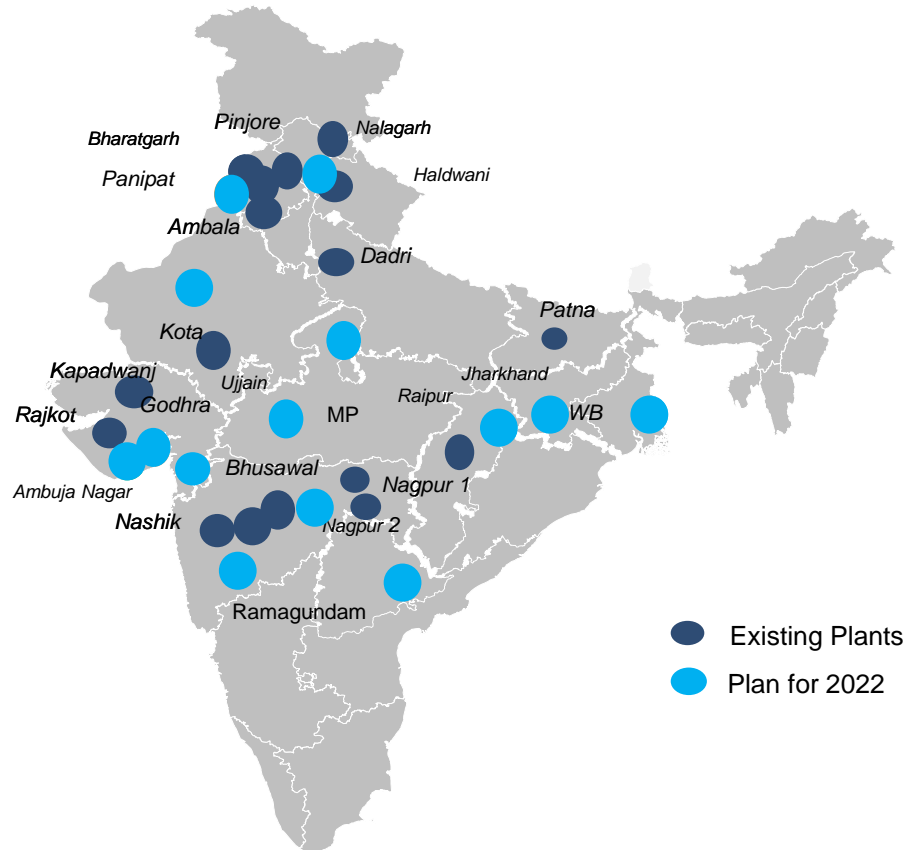 Pinjore
Nalagarh
Bharatgarh
Panipat
Haldwani
Ambala
Dadri
Patna
Kota
Kapadwanj
Ujjain
Jharkhand
Raipur
Godhra
MP
WB
Rajkot
Bhusawal
Nagpur 1
Ambuja Nagar
Nashik
Nagpur 2
Ramagundam
Existing Plants
Plan for 2022